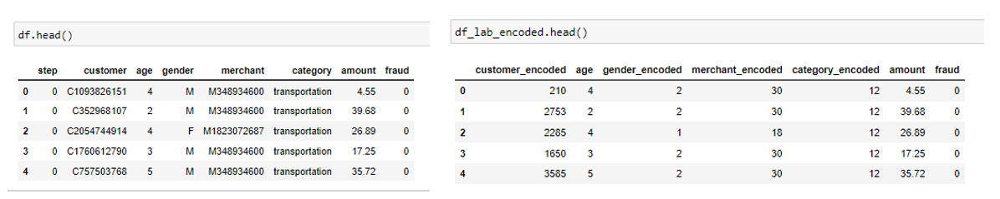 df.head()
step customer age gender merchant category amount fraud
0 0 C1093826151 4 M M348934600 transportation 4.55 0
1 0 C352968107 2 M M348934600 transportation 39.68 0
2 0 C2054744914 4 F M1823072687 transportation 26.89 0
3 0 C1760612790 3 M M348934600 transportation 17.25 0
4 0 C757503768 5 M M348934600 transportation 35.72 0
df_lab_encoded.head()
customer_encoded age gender_encoded merchant_encoded category_encoded amount fraud
0 210 4 2 30 12 4.55 0
1 2753 2 2 30 12 39.68 0
2 2285 4 1 18 12 26.89 0
3 1650 3 2 30 12 17.25 0
4 3585 5 2 30 12 35.72 0